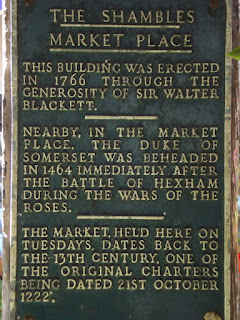 THE SHAMBLES
MARKET PLACE
THIS BUILDING WAS ERECTED
IN 1766 THROUGH THE
GENEROSITY OF SIR WALTER
BLACKETT.
NEARBY, IN THE MARKET
PLACE, THE DUKE OF
SOMERSET WAS BEHEADED
IN 1464 IMMEDIATELY AFTER
THE BATTLE OF HEXHAM
DURING THE WARS OF THE
ROSES.
THE MARKET, HELD HERE ON
TUESDAYS, DATES BACK TO
THE 13TH CENTURY, ONE OF
THE ORIGINAL CHARTERS
BEING DATED 21ST OCTOBER
1222.